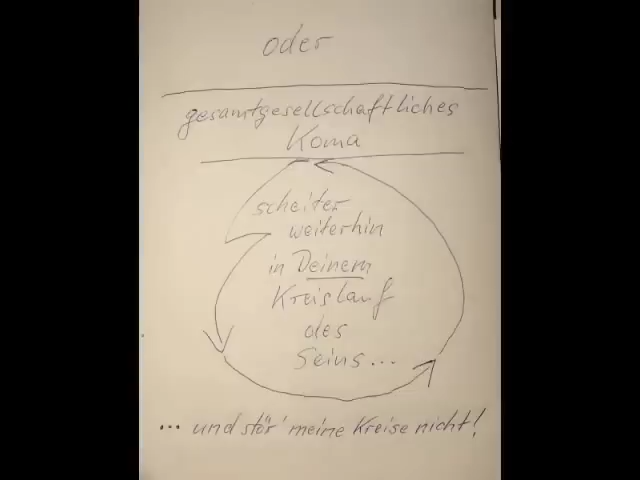 oder
gesamtgesellschaftliches
Koma
scheiter
weiterhin
in Deinem
Kreislauf
des
Seins...
... und stör' meine Kreise nicht!